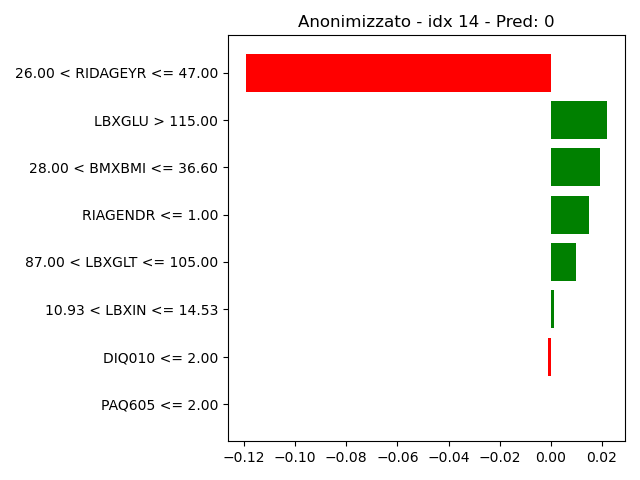 Anonimizzato - idx 14 - Pred: 0
26.00 < RIDAGEYR <= 47.00
LBXGLU > 115.00
28.00 < BMXBMI <= 36.60
RIAGENDR <= 1.00
87.00 < LBXGLT <= 105.00
10.93 < LBXIN <= 14.53
DIQ010 <= 2.00
PAQ605 <= 2.00
−0.12 −0.10 −0.08 −0.06 −0.04 −0.02 0.00 0.02